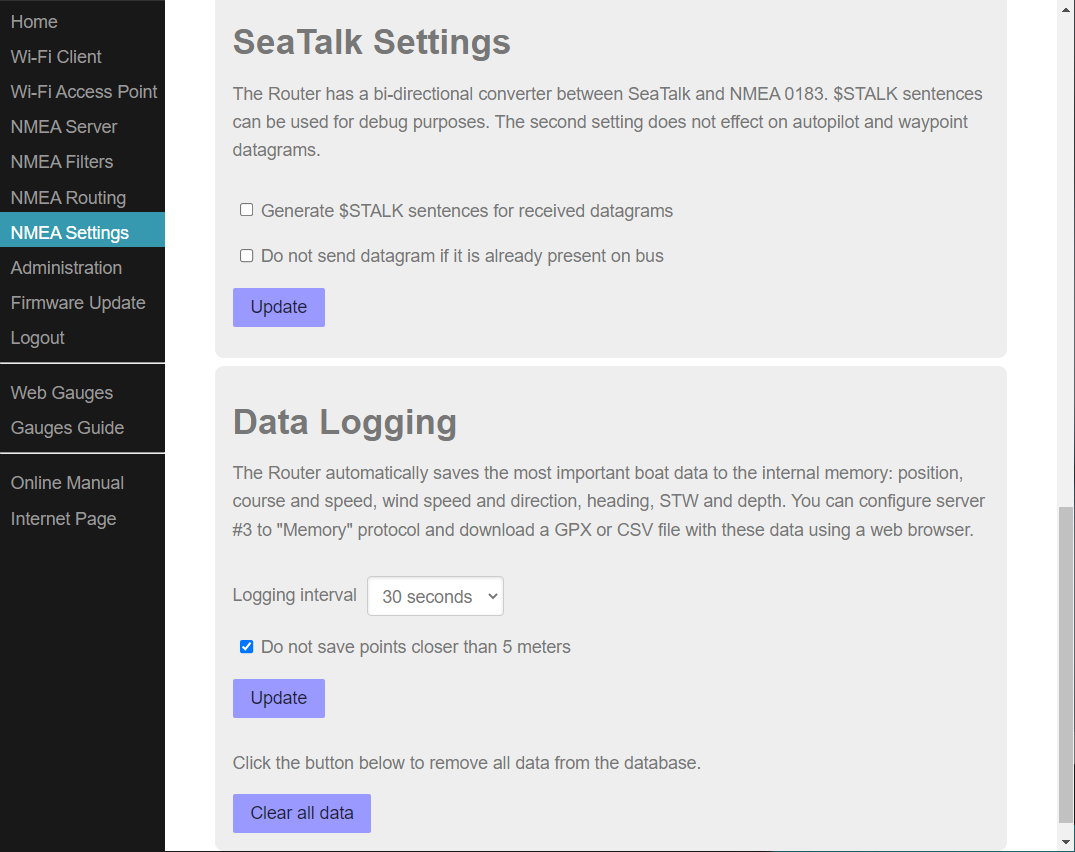 Home
Wi-Fi Client
Wi-Fi Access Point
NMEA Server
NMEA Filters
NMEA Routing
NMEA Settings
Administration
Firmware Update
Logout
Web Gauges
Gauges Guide
Online Manual
Internet Page
SeaTalk Settings
The Router has a bi-directional converter between SeaTalk and NMEA 0183. $STALK sentences
can be used for debug purposes. The second setting does not effect on autopilot and waypoint
datagrams.
Generate $STALK sentences for received datagrams
Do not send datagram if it is already present on bus
Update
Data Logging
The Router automatically saves the most important boat data to the internal memory: position,
course and speed, wind speed and direction, heading, STW and depth. You can configure server
#3 to "Memory" protocol and download a GPX or CSV file with these data using a web browser.
Logging interval 30 seconds
Do not save points closer than 5 meters
Update
Click the button below to remove all data from the database.
Clear all data